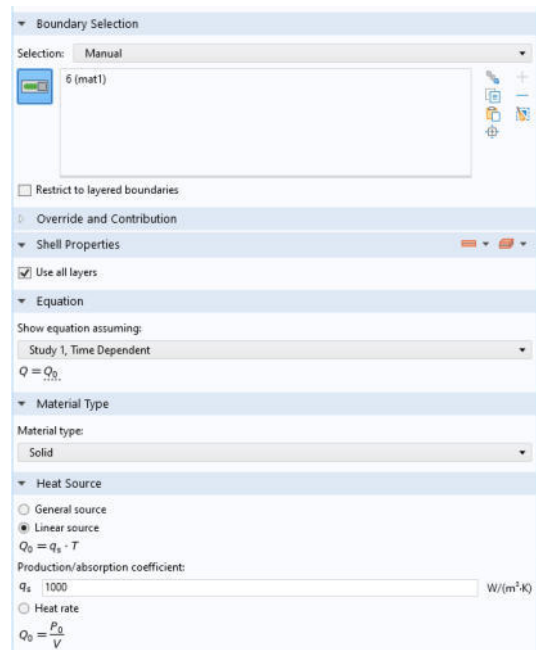 Boundary Selection
Selection: Manual
6 (mat1)
Restrict to layered boundaries
Override and Contribution
Shell Properties
Use all layers
Equation
Show equation assuming:
Study 1, Time Dependent
Q = Q₀
Material Type
Material type:
Solid
Heat Source
General source
Linear source
Q₀ = qₛ · T
Production/absorption coefficient:
qₛ 1000 W/(m³·K)
Heat rate
Q₀ = P₀/V